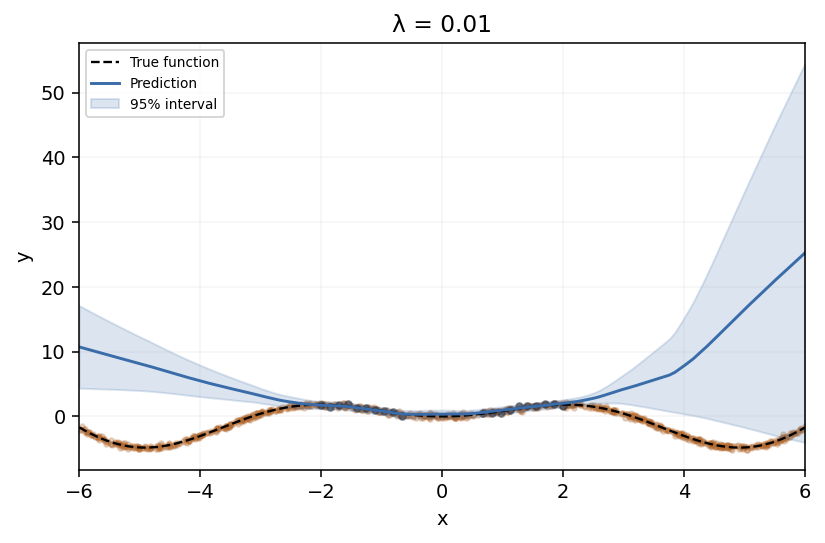 λ = 0.01
True function
Prediction
95% interval
y
50
40
30
20
10
0
−6 −4 −2 0 2 4 6
x